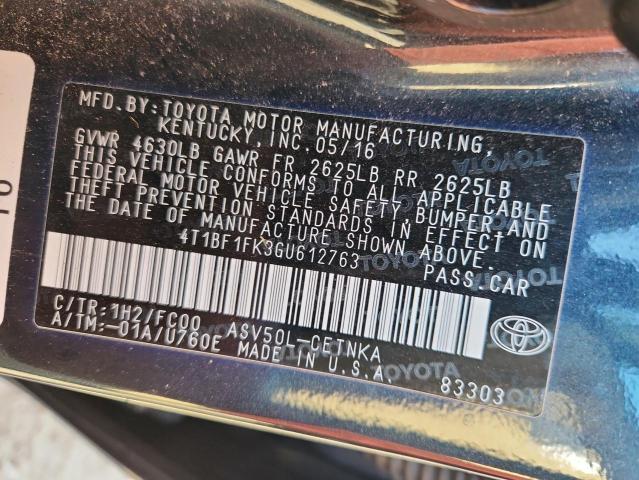 MFD.BY:TOYOTA MOTOR MANUFACTURING,
KENTUCKY,INC.05/16
GVWR 4630LB GAWR FR 2625LB RR 2625LB
THIS VEHICLE CONFORMS TO ALL APPLICABLE
FEDERAL MOTOR VEHICLE SAFETY, BUMPER AND
THEFT PREVENTION STANDARDS IN EFFECT ON
THE DATE OF MANUFACTURE SHOWN ABOVE.
4T1BF1FK3GU612763 PASS.CAR
C/TR:1H2/FC00 ASV50L-CETNKA
A/TM:-01A/U760E MADE IN U.S.A. 83303
TOYOTA
TOYOTA